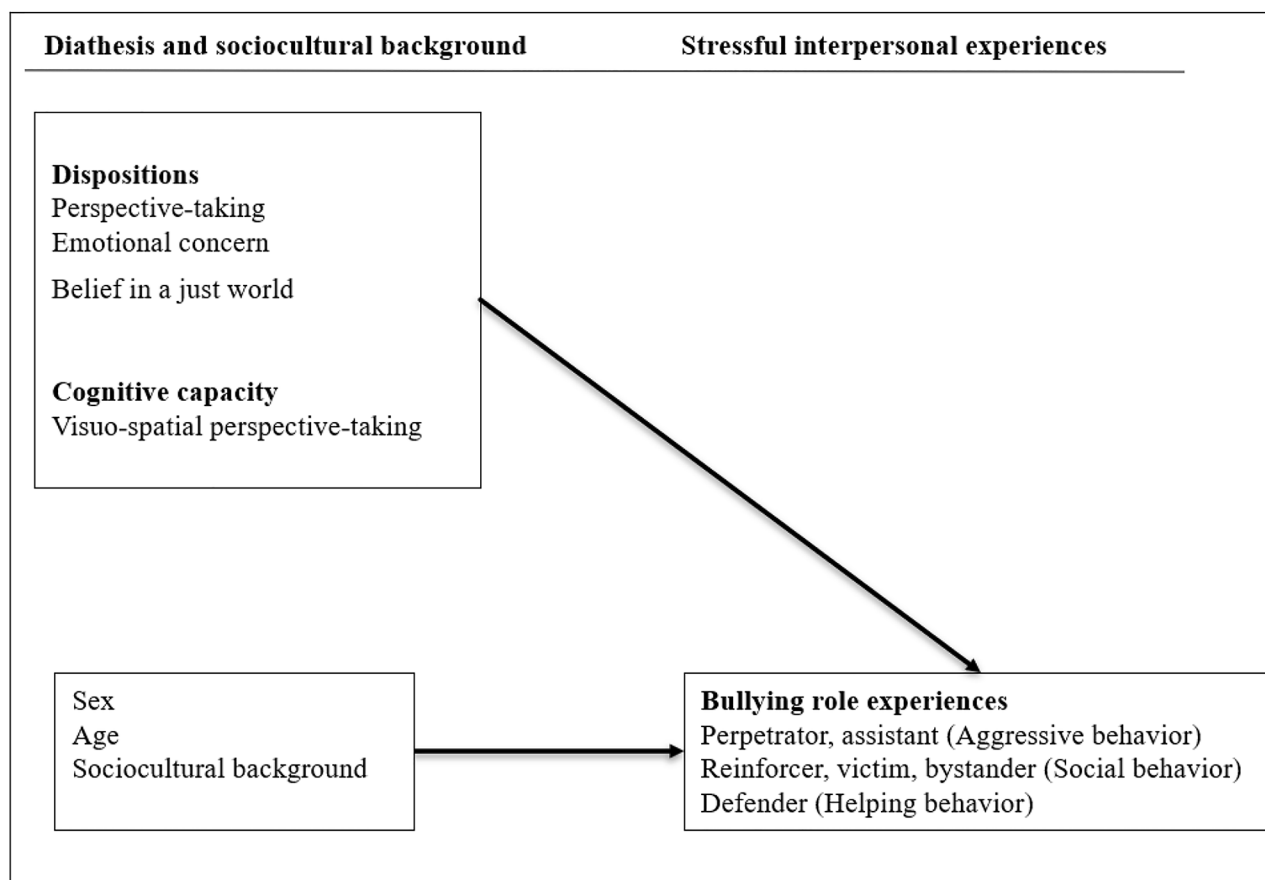 Diathesis and sociocultural background
Stressful interpersonal experiences
Dispositions
Perspective-taking
Emotional concern
Belief in a just world
Cognitive capacity
Visuo-spatial perspective-taking
Sex
Age
Sociocultural background
Bullying role experiences
Perpetrator, assistant (Aggressive behavior)
Reinforcer, victim, bystander (Social behavior)
Defender (Helping behavior)